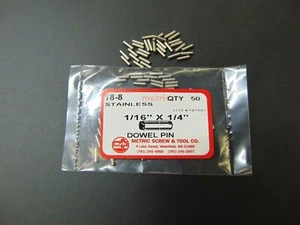 18-8
metric QTY 50
STAINLESS
1/16" X 1/4"
DOWEL PIN
METRIC SCREW & TOOL CO.